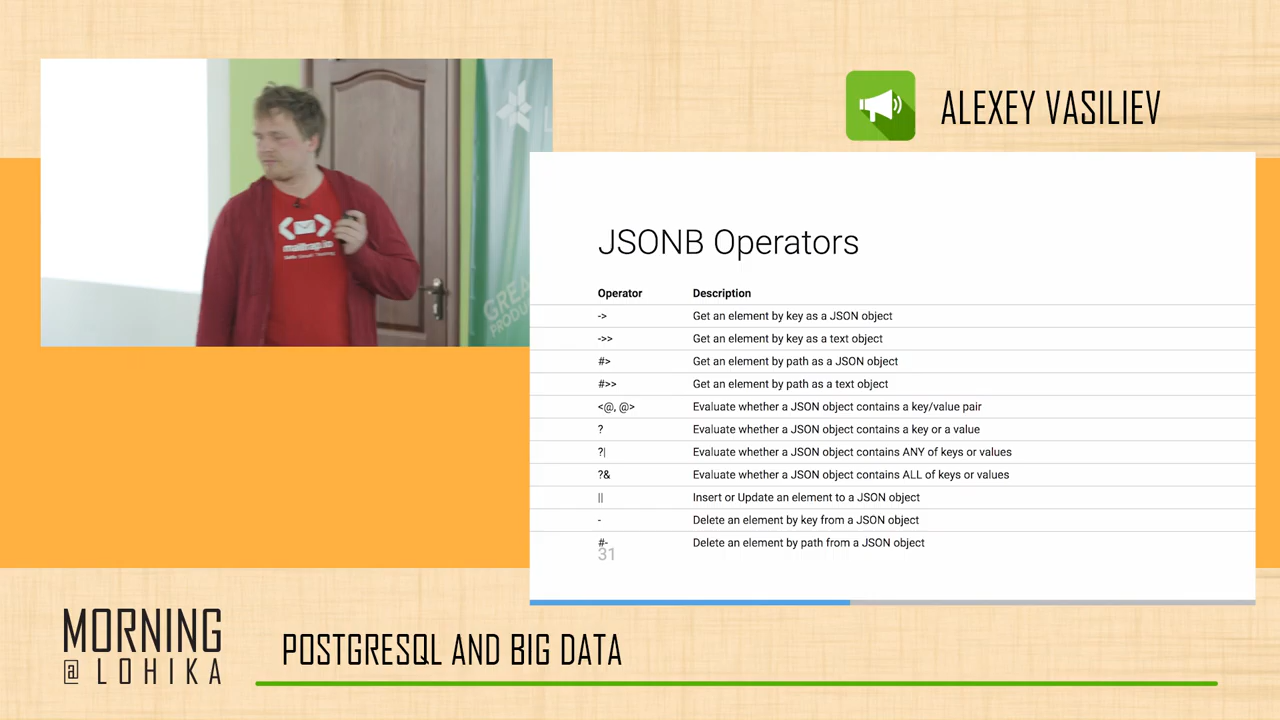 ALEXEY VASILIEV
mailtrap.io
GREA
PRODU
JSONB Operators
Operator Description
-> Get an element by key as a JSON object
->> Get an element by key as a text object
#> Get an element by path as a JSON object
#>> Get an element by path as a text object
<@, @> Evaluate whether a JSON object contains a key/value pair
? Evaluate whether a JSON object contains a key or a value
?| Evaluate whether a JSON object contains ANY of keys or values
?& Evaluate whether a JSON object contains ALL of keys or values
|| Insert or Update an element to a JSON object
- Delete an element by key from a JSON object
#- Delete an element by path from a JSON object
31
MORNING
@ LOHIKA
POSTGRESQL AND BIG DATA